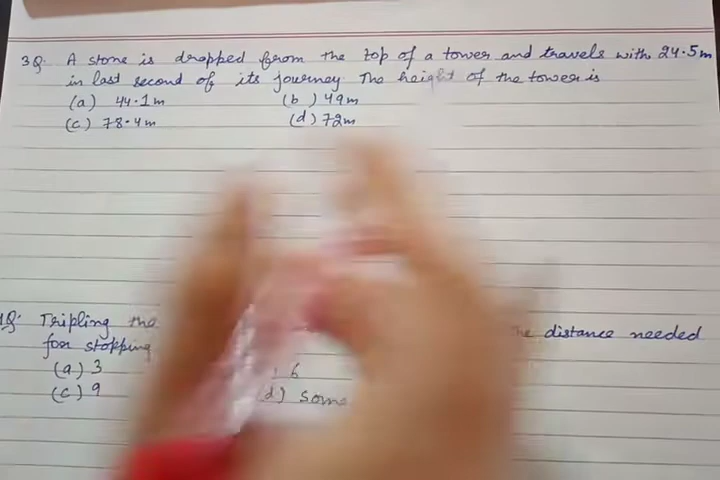 3Q. A stone is dropped from the top of a tower and travels with 24.5m
in last second of its journey The height of the tower is
(a) 44.1m (b) 49m
(c) 78.4m (d) 72m
Q. Tripling the distance needed
for stopping
(a) 3 6
(c) 9 (d) some